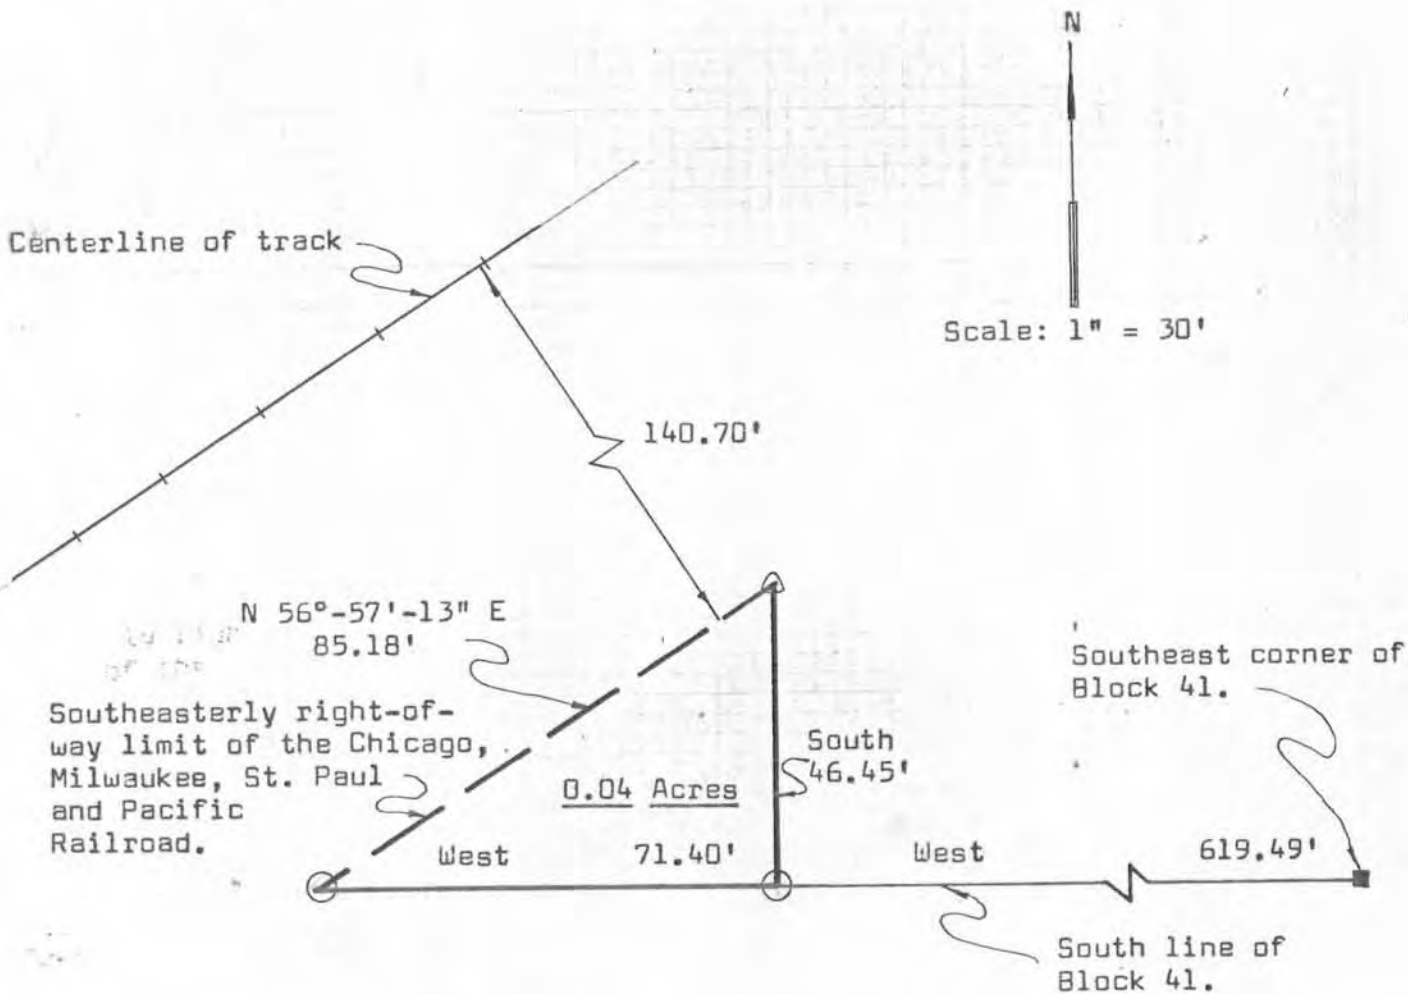 N
Centerline of track
Scale: 1" = 30'
140.70'
N 56°-57'-13" E
85.18'
of the
Southeasterly right-of-
way limit of the Chicago,
Milwaukee, St. Paul
and Pacific
Railroad.
0.04 Acres
South
46.45'
Southeast corner of
Block 41.
West 71.40'
West 619.49'
South line of
Block 41.